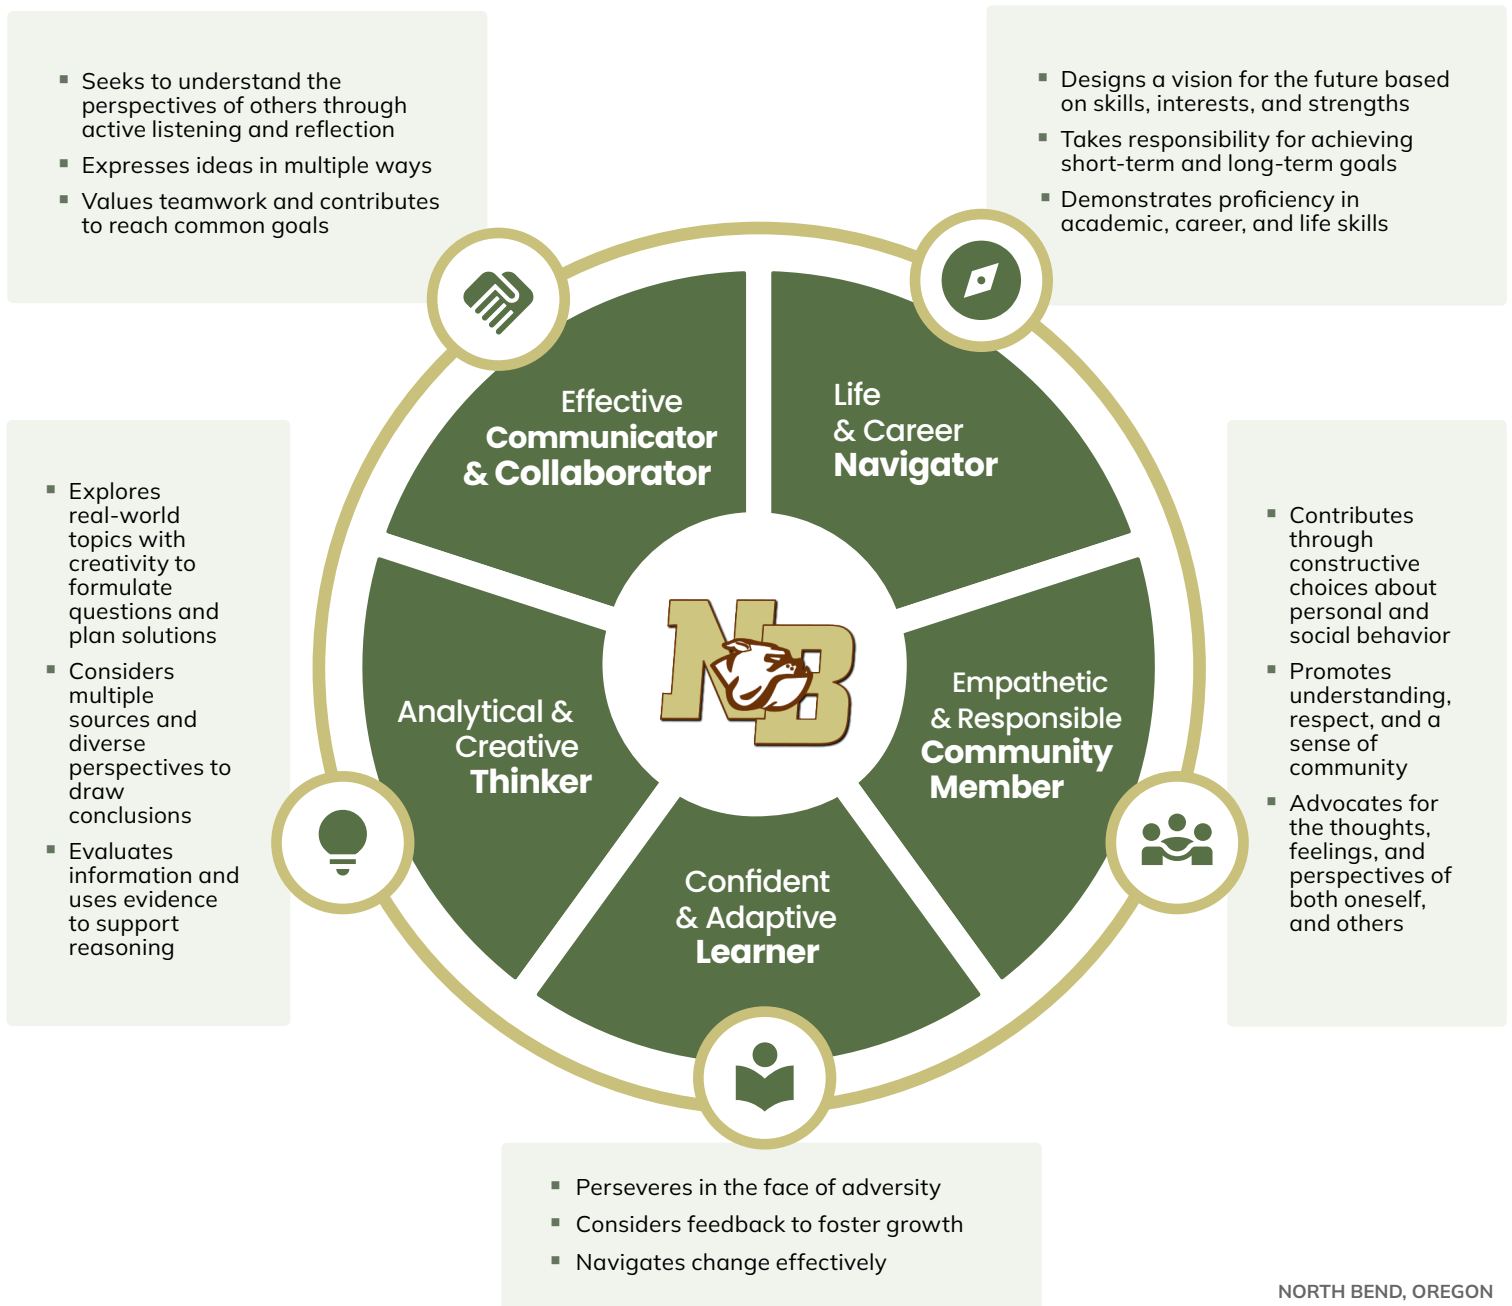 Seeks to understand the
perspectives of others through
active listening and reflection
Expresses ideas in multiple ways
Values teamwork and contributes
to reach common goals
Designs a vision for the future based
on skills, interests, and strengths
Takes responsibility for achieving
short-term and long-term goals
Demonstrates proficiency in
academic, career, and life skills
Effective
Communicator
& Collaborator
Life
& Career
Navigator
Explores
real-world
topics with
creativity to
formulate
questions and
plan solutions
Considers
multiple
sources and
diverse
perspectives to
draw
conclusions
Evaluates
information and
uses evidence
to support
reasoning
Analytical &
Creative
Thinker
NB
Empathetic
& Responsible
Community
Member
Contributes
through
constructive
choices about
personal and
social behavior
Promotes
understanding,
respect, and a
sense of
community
Advocates for
the thoughts,
feelings, and
perspectives of
both oneself,
and others
Confident
& Adaptive
Learner
Perseveres in the face of adversity
Considers feedback to foster growth
Navigates change effectively
NORTH BEND, OREGON